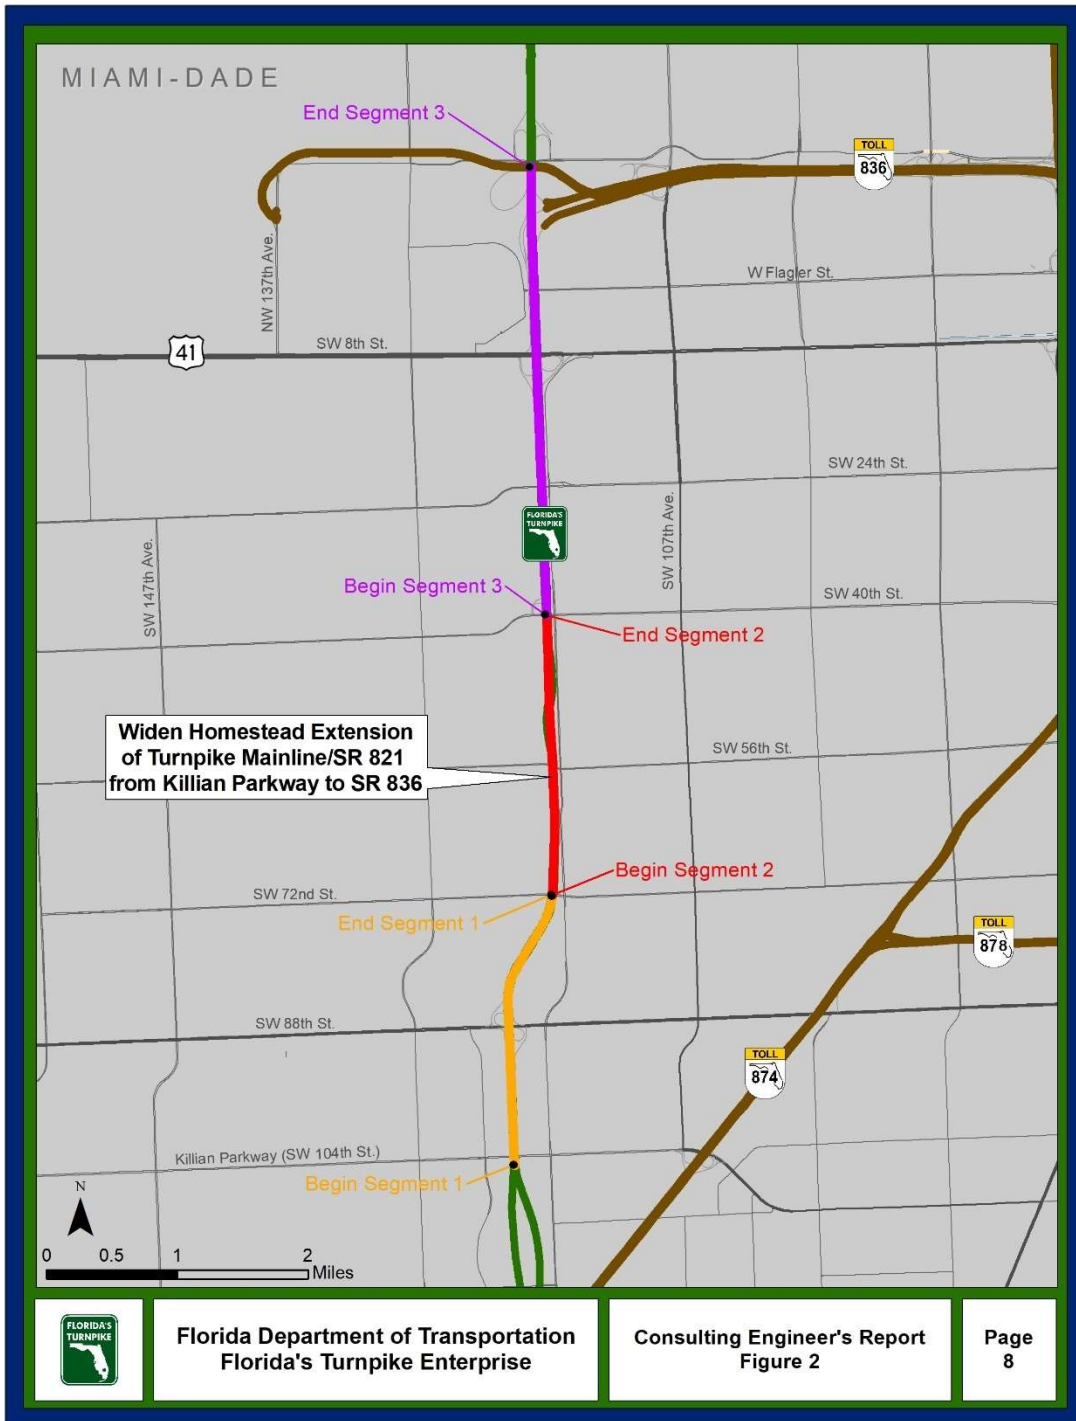 MIAMI-DADE
End Segment 3
TOLL
836
NW 137th Ave.
W Flagler St.
41
SW 8th St.
SW 24th St.
FLORIDA'S
TURNPIKE
SW 107th Ave.
SW 147th Ave.
Begin Segment 3
SW 40th St.
End Segment 2
Widen Homestead Extension
of Turnpike Mainline/SR 821
from Killian Parkway to SR 836
SW 56th St.
Begin Segment 2
SW 72nd St.
End Segment 1
TOLL
878
SW 88th St.
TOLL
874
Killian Parkway (SW 104th St.)
Begin Segment 1
N
0 0.5 1 2
Miles
FLORIDA'S
TURNPIKE
Florida Department of Transportation
Florida's Turnpike Enterprise
Consulting Engineer's Report
Figure 2
Page
8